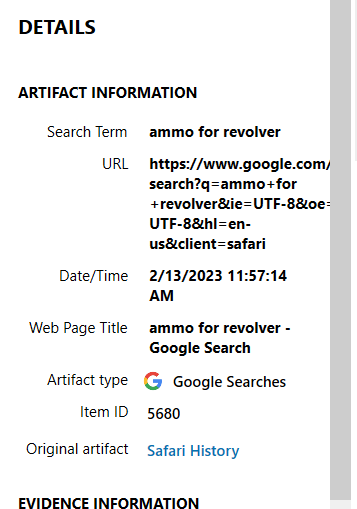 DETAILS
ARTIFACT INFORMATION
Search Term ammo for revolver
URL https://www.google.com/
search?q=ammo+for
+revolver&ie=UTF-8&oe=
UTF-8&hl=en-
us&client=safari
Date/Time 2/13/2023 11:57:14
AM
Web Page Title ammo for revolver -
Google Search
Artifact type Google Searches
Item ID 5680
Original artifact Safari History
EVIDENCE INFORMATION